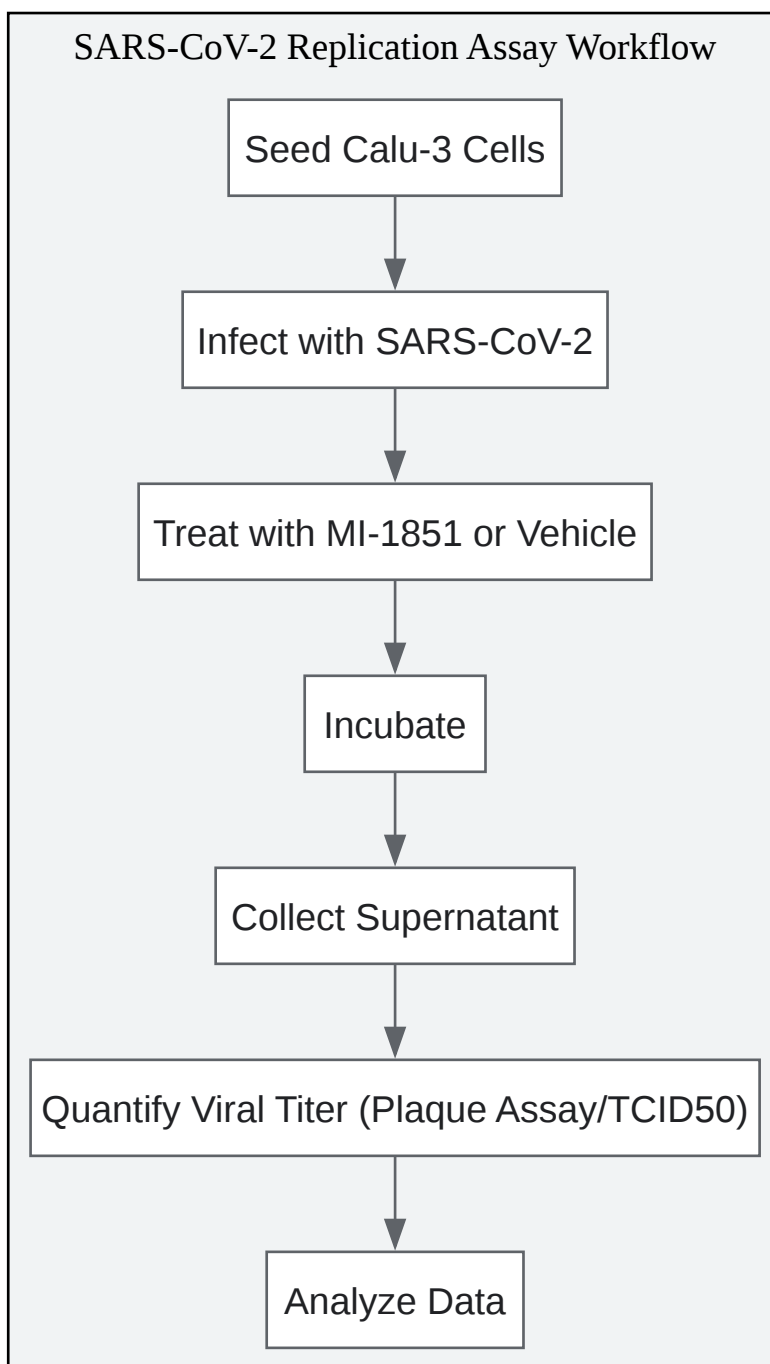 SARS-CoV-2 Replication Assay Workflow
Seed Calu-3 Cells
Infect with SARS-CoV-2
Treat with MI-1851 or Vehicle
Incubate
Collect Supernatant
Quantify Viral Titer (Plaque Assay/TCID50)
Analyze Data